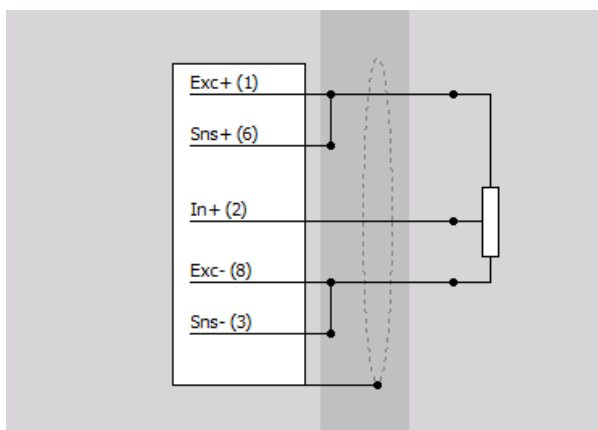 Exc+ (1)
Sns+ (6)
In+ (2)
Exc- (8)
Sns- (3)